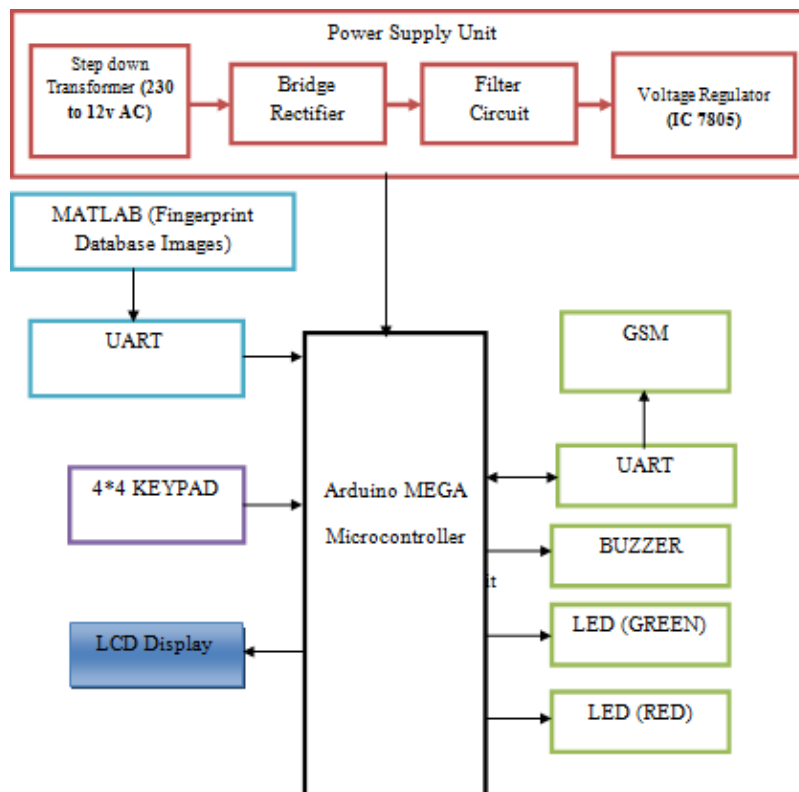 Power Supply Unit
Step down
Transformer (230
to 12v AC)
Bridge
Rectifier
Filter
Circuit
Voltage Regulator
(IC 7805)
MATLAB (Fingerprint
Database Images)
UART
GSM
4*4 KEYPAD
Arduino MEGA
Microcontroller
UART
BUZZER
it
LCD Display
LED (GREEN)
LED (RED)